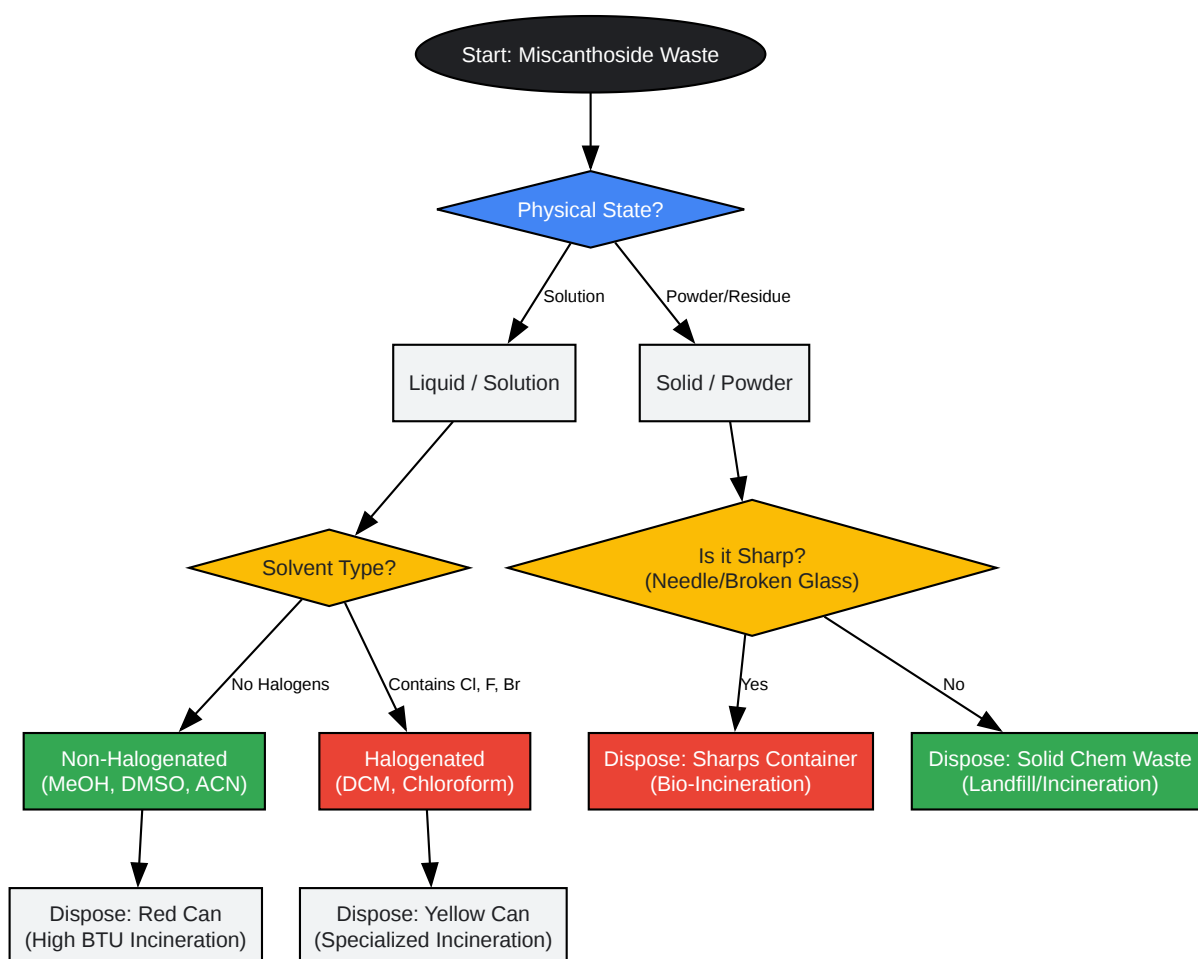 Start: Miscanthoside Waste
Physical State?
Solution
Powder/Residue
Liquid / Solution
Solid / Powder
Solvent Type?
Is it Sharp?
(Needle/Broken Glass)
No Halogens
Contains Cl, F, Br
Yes
No
Non-Halogenated
(MeOH, DMSO, ACN)
Halogenated
(DCM, Chloroform)
Dispose: Sharps Container
(Bio-Incineration)
Dispose: Solid Chem Waste
(Landfill/Incineration)
Dispose: Red Can
(High BTU Incineration)
Dispose: Yellow Can
(Specialized Incineration)